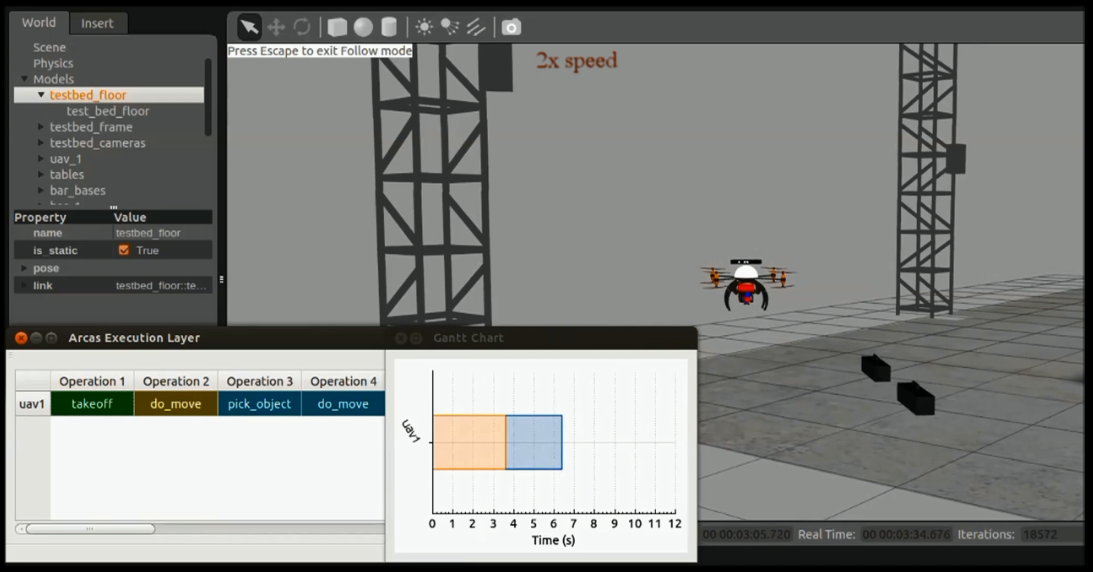 World Insert
Scene
Physics
Models
testbed_floor
test_bed_floor
testbed_frame
testbed_cameras
uav_1
tables
bar_bases
Property Value
name testbed_floor
is_static True
pose
link testbed_floor::te...
Press Escape to exit Follow mode
2x speed
Arcas Execution Layer
Operation 1 Operation 2 Operation 3 Operation 4
uav1 takeoff do_move pick_object do_move
Gantt Chart
uav1
0 1 2 3 4 5 6 7 8 9 10 11 12
Time (s)
00 00:03:05.720 Real Time: 00 00:03:34.676 Iterations: 18572